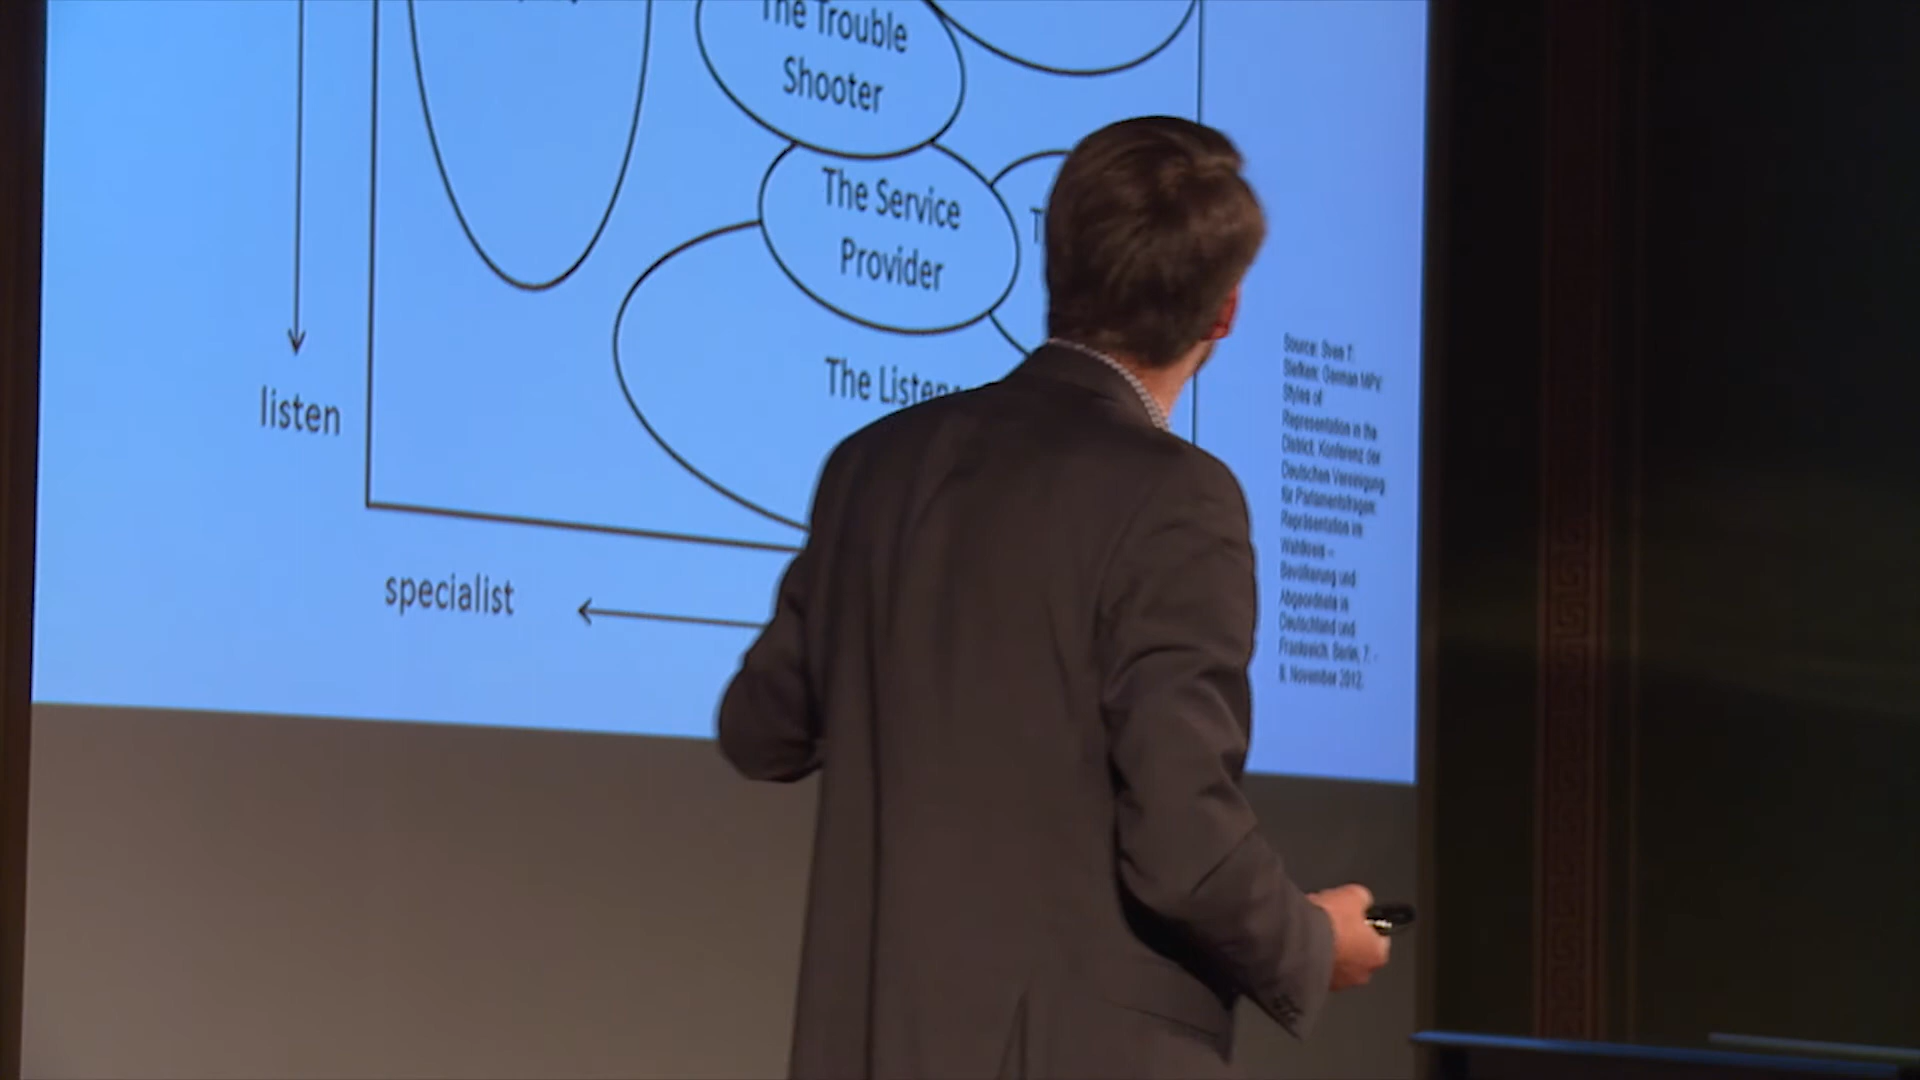 The Trouble
Shooter
The Service
Provider
The Listener
listen
specialist
Source: Sven T.
Siefken: German MPs'
Styles of
Representation in the
District. Konferenz der
Deutschen Vereinigung
für Parlamentsfragen:
Repräsentation im
Wahlkreis –
Bevölkerung und
Abgeordnete in
Deutschland und
Frankreich. Berlin, 7. -
8. November 2012.